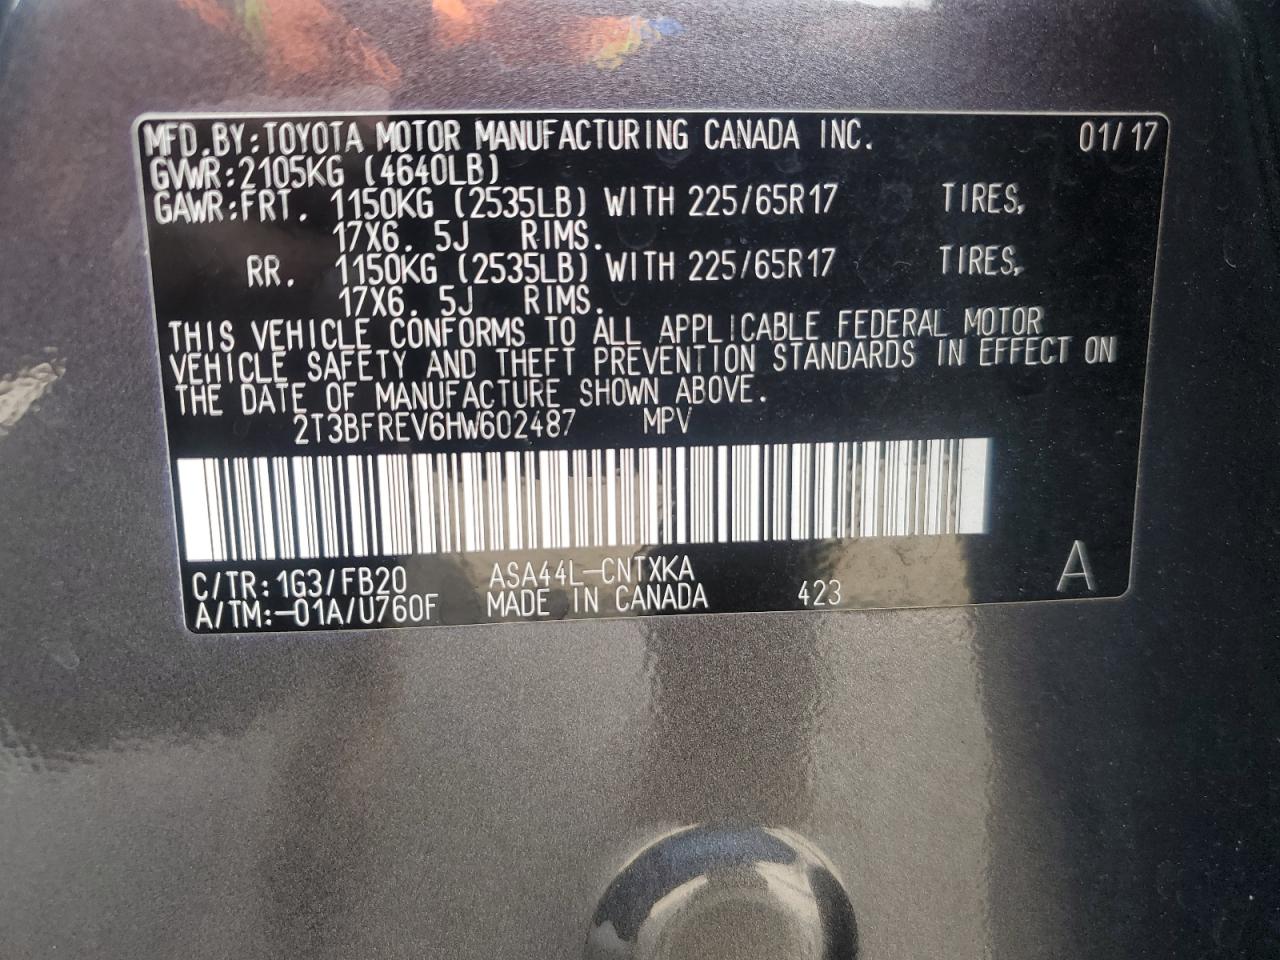 MFD.BY:TOYOTA MOTOR MANUFACTURING CANADA INC. 01/17
GVWR:2105KG (4640LB)
GAWR:FRT. 1150KG (2535LB) WITH 225/65R17 TIRES,
17X6.5J RIMS.
RR. 1150KG (2535LB) WITH 225/65R17 TIRES,
17X6.5J RIMS.
THIS VEHICLE CONFORMS TO ALL APPLICABLE FEDERAL MOTOR
VEHICLE SAFETY AND THEFT PREVENTION STANDARDS IN EFFECT ON
THE DATE OF MANUFACTURE SHOWN ABOVE.
2T3BFREV6HW602487 MPV
C/TR:1G3/FB20 ASA44L-CNTXKA A
A/TM:-01A/U760F MADE IN CANADA 423